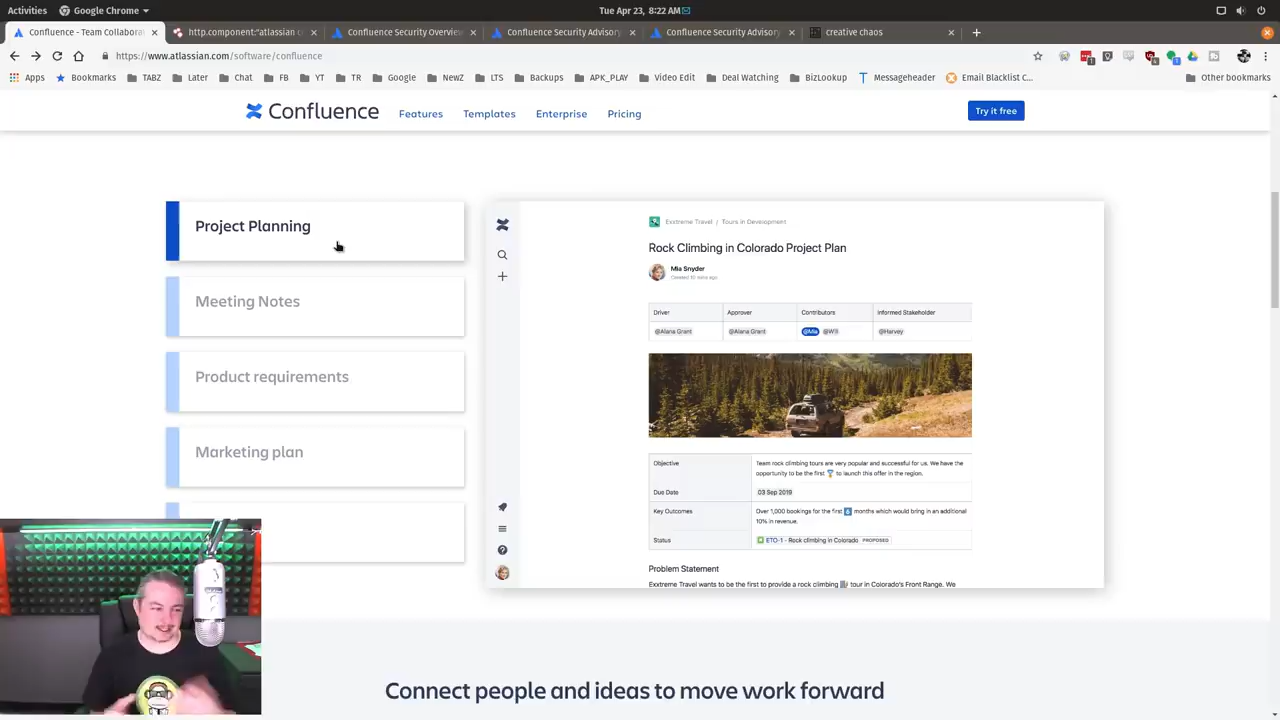 Activities
Google Chrome
Tue Apr 23, 8:22 AM
Confluence - Team Collabora
http.component:"atlassian c
Confluence Security Overview
Confluence Security Advisory
Confluence Security Advisory
creative chaos
https://www.atlassian.com/software/confluence
Apps
Bookmarks
TABZ
Later
Chat
FB
YT
TR
Google
NewZ
LTS
Backups
APK_PLAY
Video Edit
Deal Watching
BizLookup
Messageheader
Email Blacklist C...
Other bookmarks
Confluence
Features
Templates
Enterprise
Pricing
Try it free
Project Planning
Meeting Notes
Product requirements
Marketing plan
Exxtreme Travel / Tours in Development
Rock Climbing in Colorado Project Plan
Mia Snyder
Driver
Approver
Contributors
Informed Stakeholder
@Alana Grant
@Alana Grant
@Mia @Will
@Harvey
Objective
Team rock climbing tours are very popular and successful for us. We have the
opportunity to be the first to launch this offer in the region.
Due Date
03 Sep 2019
Key Outcomes
Over 1,000 bookings for the first 6 months which would bring in an additional
10% in revenue.
Status
ETO-1 - Rock climbing in Colorado PROPOSED
Problem Statement
Exxtreme Travel wants to be the first to provide a rock climbing tour in Colorado's Front Range. We
Connect people and ideas to move work forward